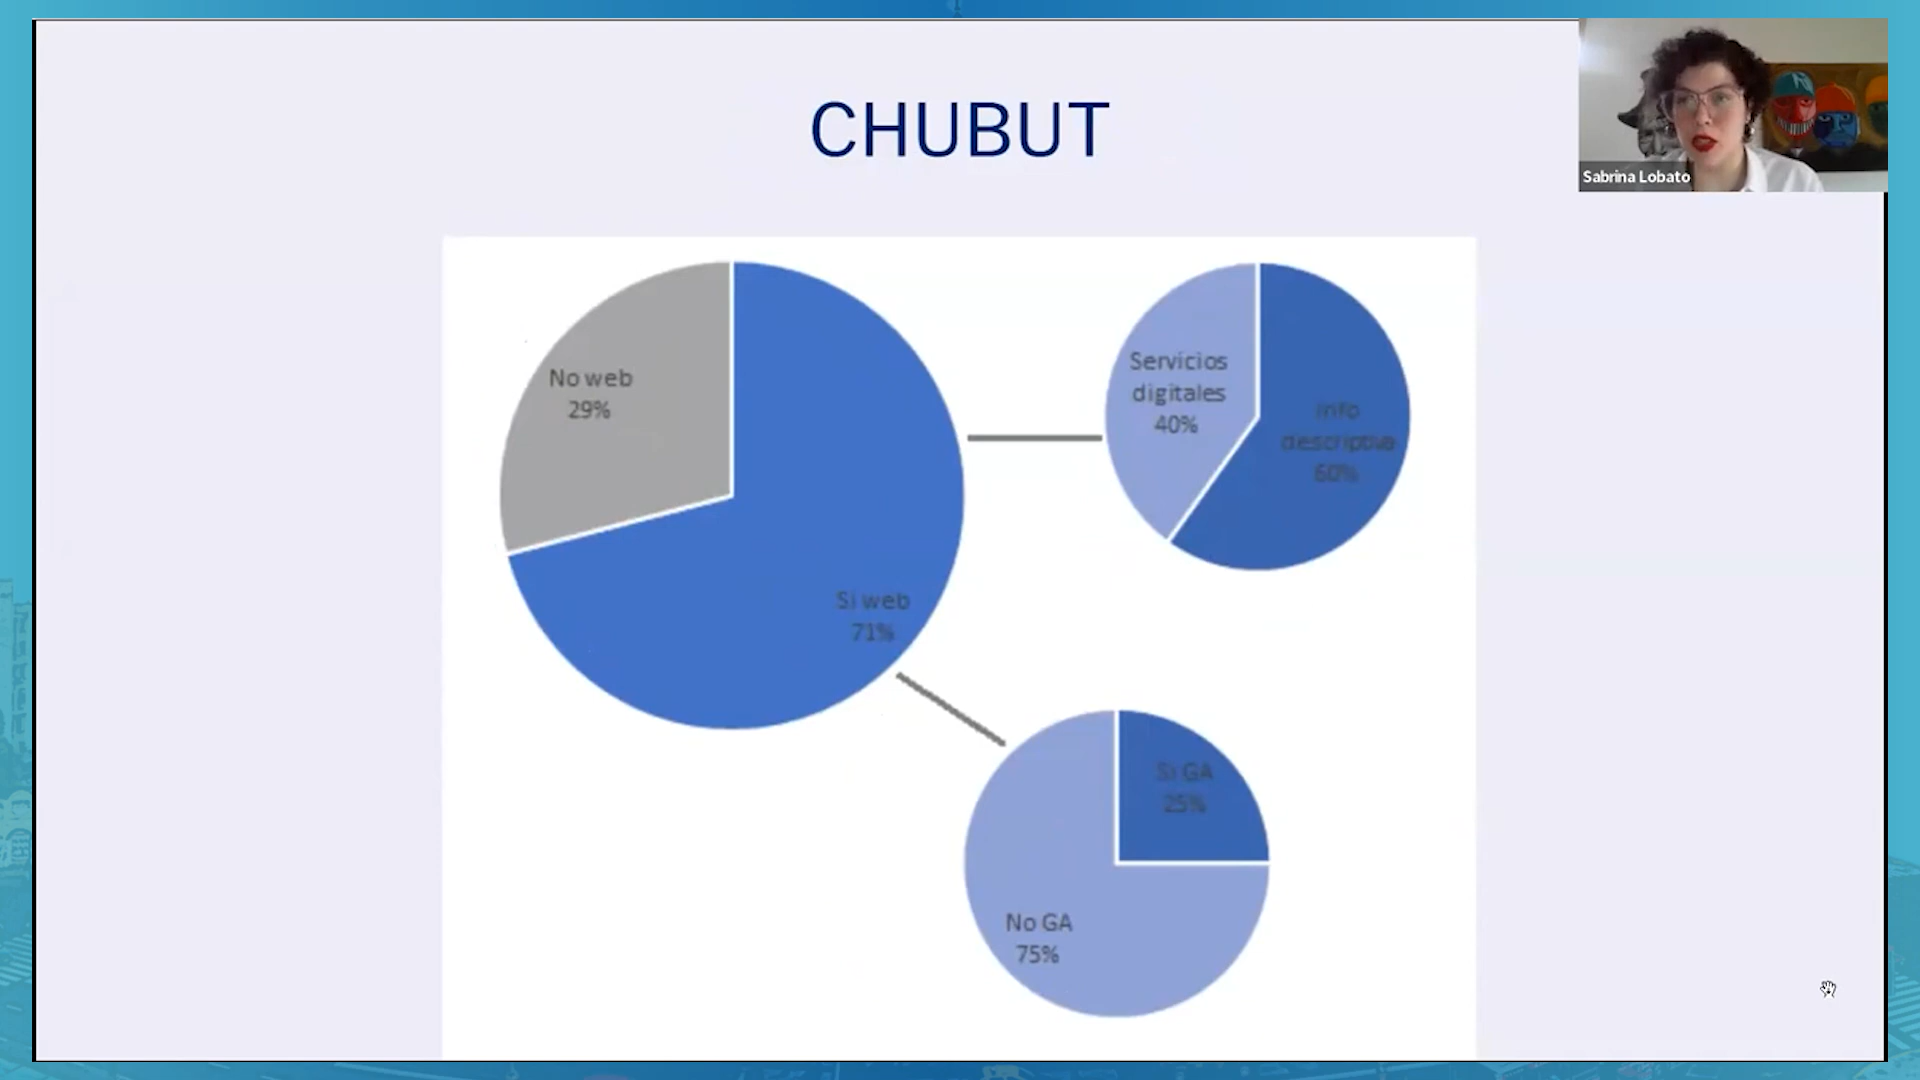 CHUBUT
Sabrina Lobato
No web
29%
Si web
71%
Servicios
digitales
40%
Info
descriptiva
60%
Si GA
25%
No GA
75%